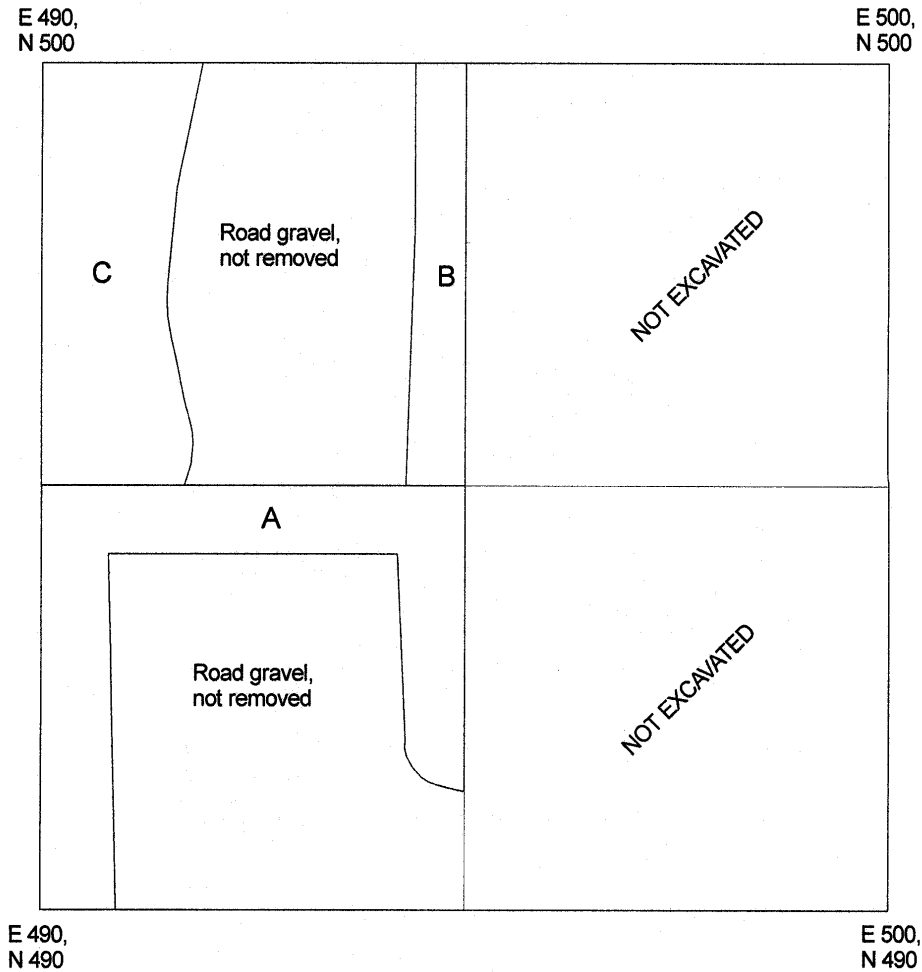 E 490,
N 500
E 500,
N 500
Road gravel,
not removed
C
B
NOT EXCAVATED
A
Road gravel,
not removed
NOT EXCAVATED
E 490,
N 490
E 500,
N 490